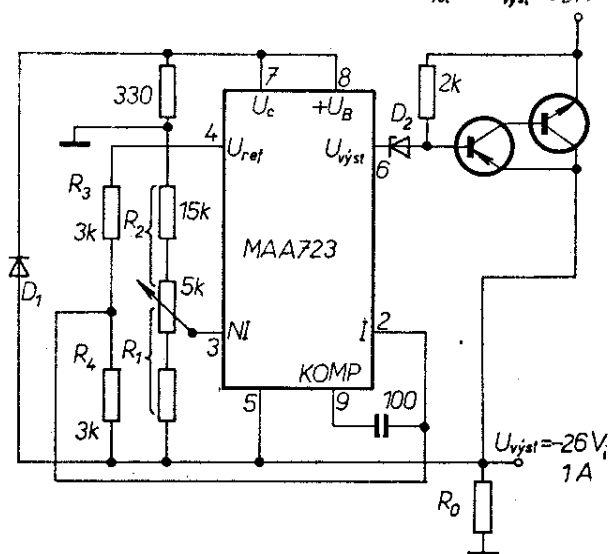 výst
7
8
330
U_C
+U_B
2k
4
D_2
U_ref
U_výst
6
R_3
15k
3k
R_2
MAA723
5k
D_1
NI
I
2
3
R_4
R_1
KOMP
5
9
100
3k
U_výst=-26V;
1A
R_0